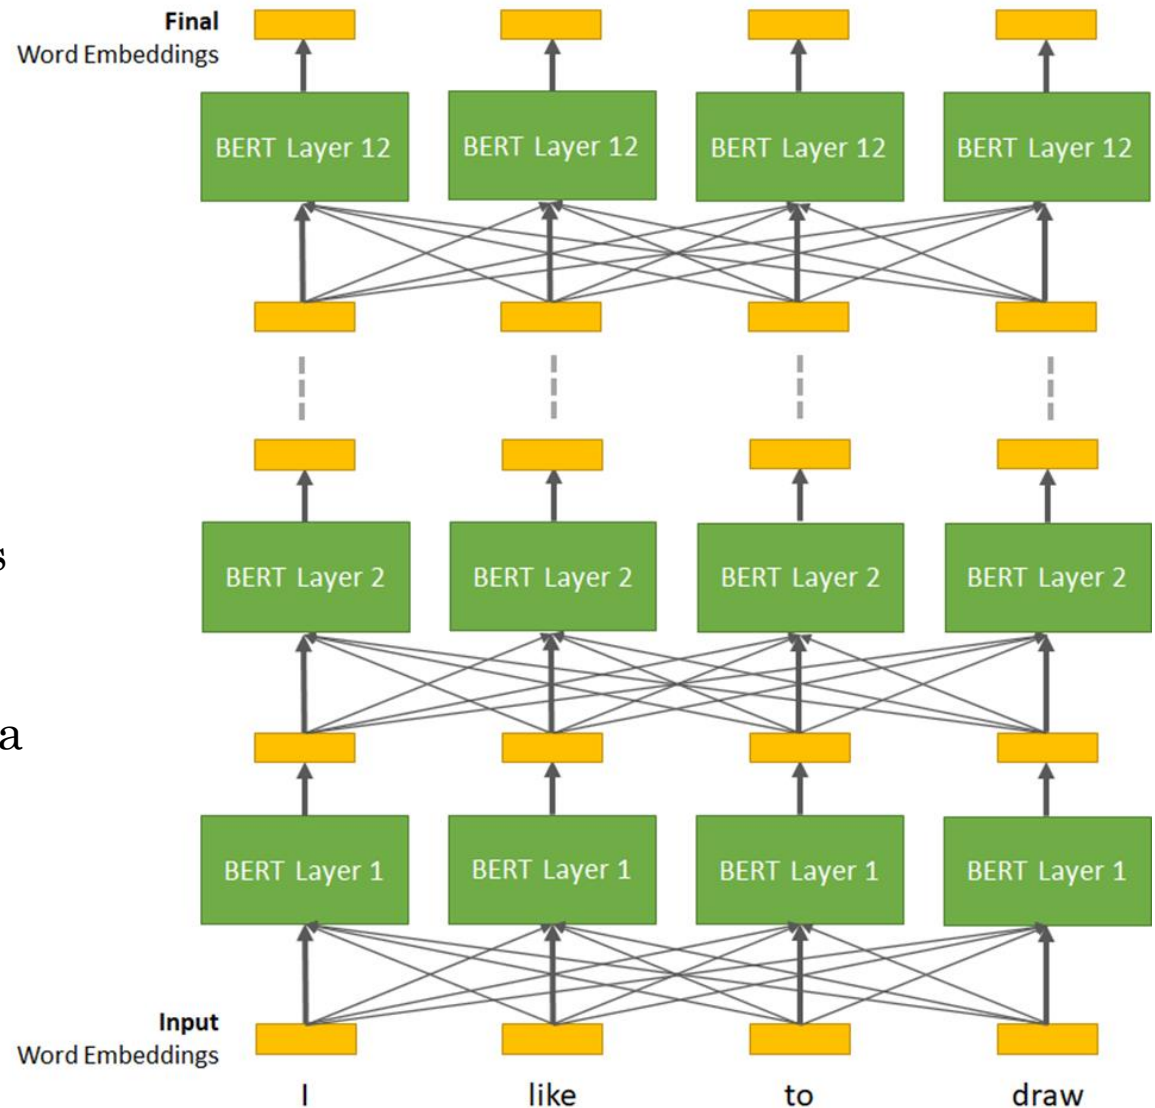 Final
Word Embeddings
BERT Layer 12 BERT Layer 12 BERT Layer 12 BERT Layer 12
s
BERT Layer 2 BERT Layer 2 BERT Layer 2 BERT Layer 2
a
BERT Layer 1 BERT Layer 1 BERT Layer 1 BERT Layer 1
Input
Word Embeddings
I like to draw